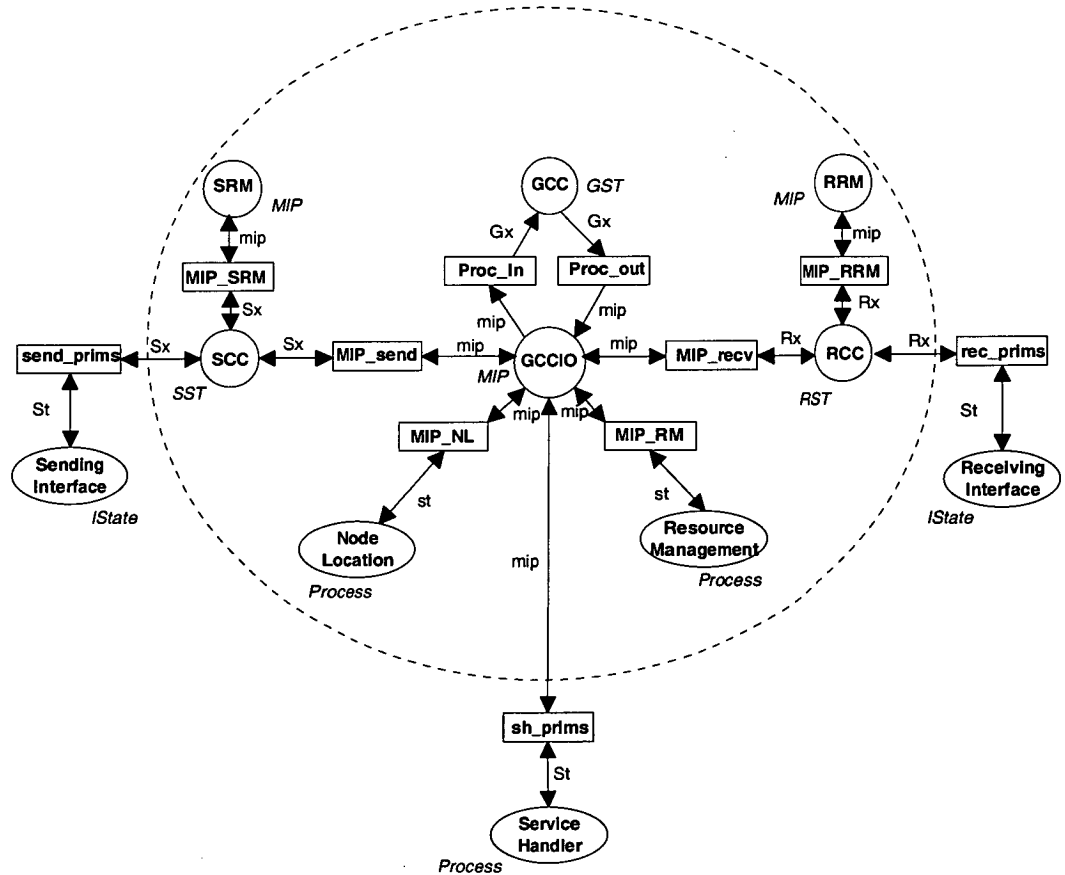 SRM
MIP
mip
MIP_SRM
Sx
GCC
GST
Gx
Gx
Proc_In
Proc_out
mip
mip
RRM
MIP
mip
MIP_RRM
Rx
send_prims
Sx
SCC
SST
Sx
MIP_send
mip
GCCIO
MIP
mip
MIP_recv
Rx
RCC
RST
Rx
rec_prims
St
Sending
Interface
IState
mip
mip
MIP_NL
MIP_RM
st
st
Node
Location
Process
Resource
Management
Process
St
Receiving
Interface
IState
mip
sh_prims
St
Service
Handler
Process